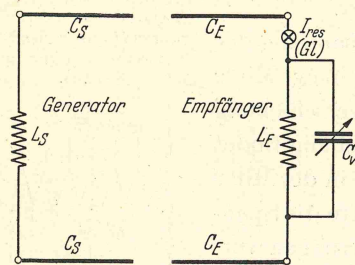 C_S C_E I_res
(Gl)
Generator Empfänger
L_S L_E C_v
C_S C_E